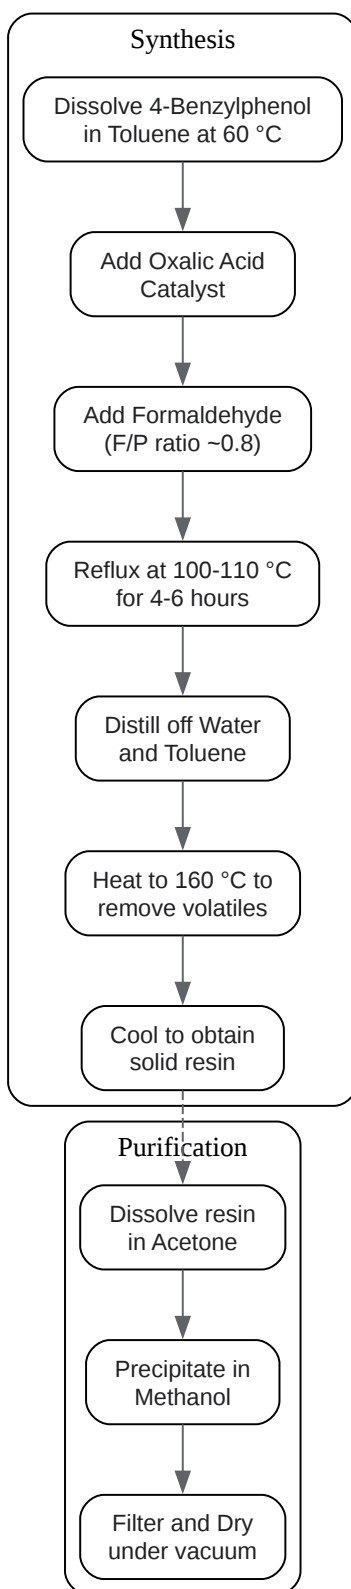 Synthesis
Dissolve 4-Benzylphenol
in Toluene at 60 °C
Add Oxalic Acid
Catalyst
Add Formaldehyde
(F/P ratio ~0.8)
Reflux at 100-110 °C
for 4-6 hours
Distill off Water
and Toluene
Heat to 160 °C to
remove volatiles
Cool to obtain
solid resin
Purification
Dissolve resin
in Acetone
Precipitate in
Methanol
Filter and Dry
under vacuum